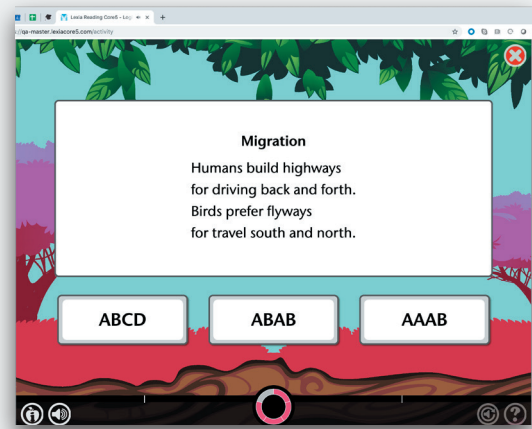 Lexia Reading Core5 - Log
://qa-master.lexiacore5.com/activity
Migration
Humans build highways
for driving back and forth.
Birds prefer flyways
for travel south and north.
ABCD
ABAB
AAAB